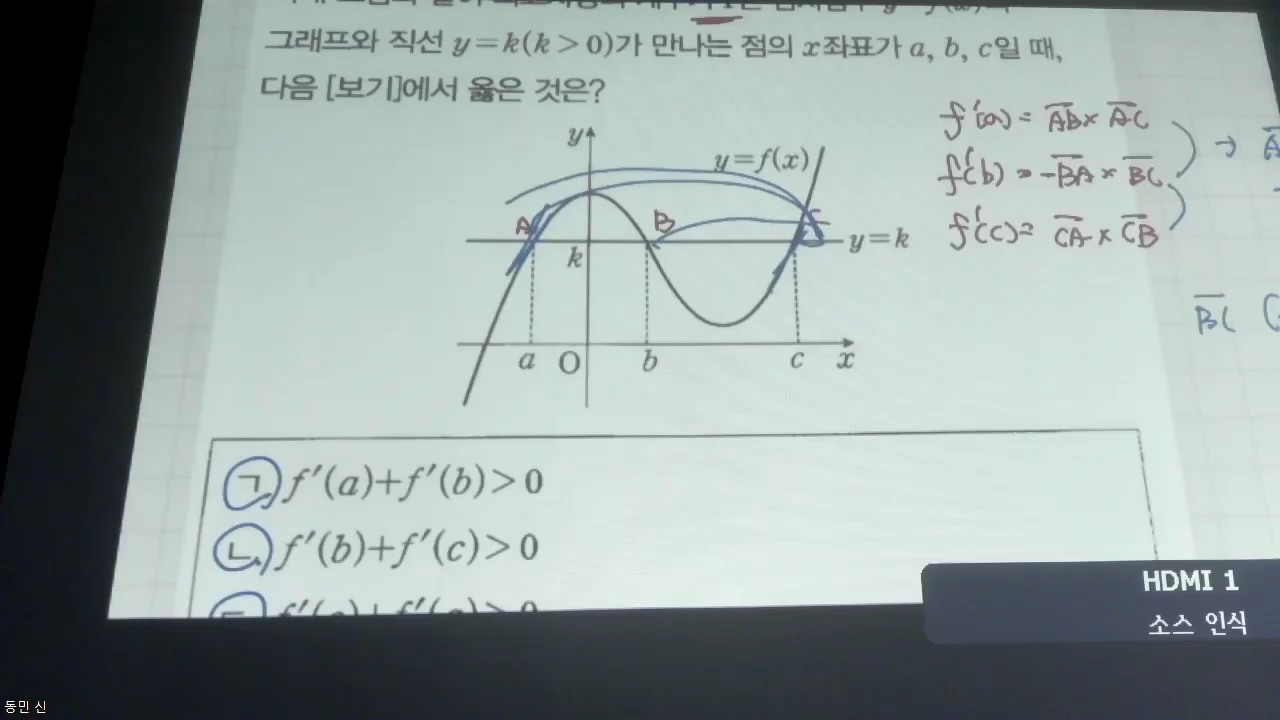 그래프와 직선 y=k(k>0)가 만나는 점의 x좌표가 a, b, c일 때,
다음 [보기]에서 옳은 것은?
y
y=f(x)
A
B
k
y=k
a
O
b
c
x
f'(a) = AB × AC
f'(b) = -BA × BC
f'(c) = CA × CB
→
BC
ㄱ. f'(a)+f'(b)>0
ㄴ. f'(b)+f'(c)>0
HDMI 1
소스 인식
동민 신